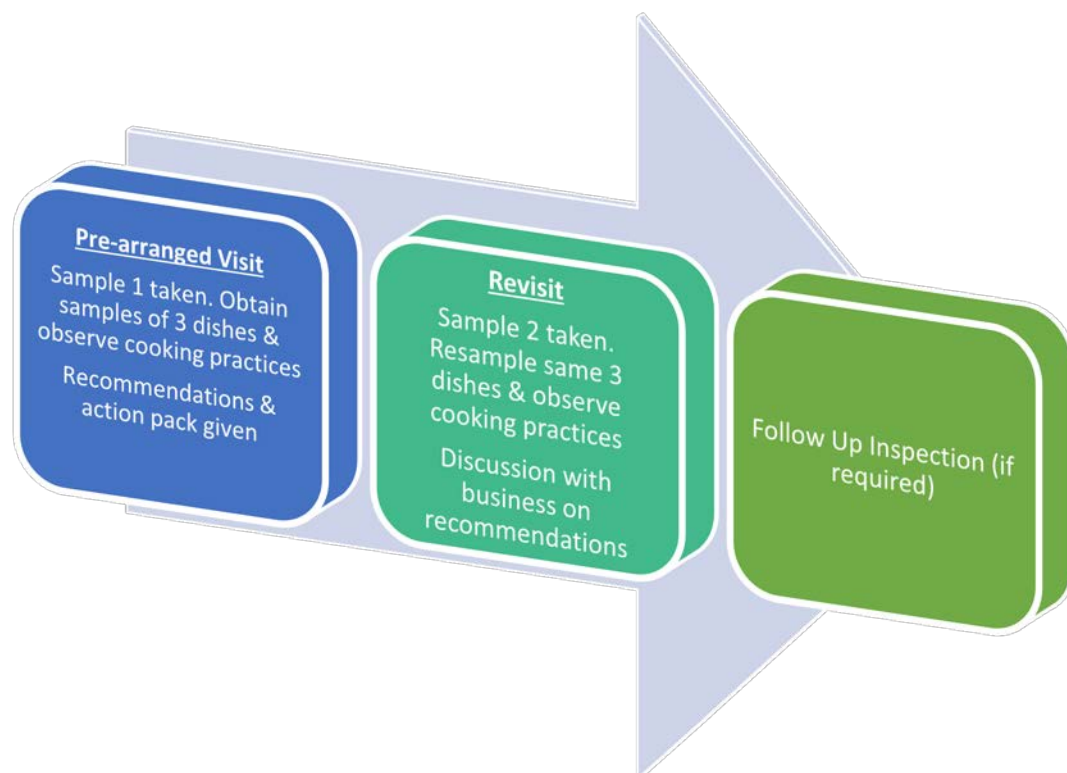 Pre-arranged Visit
Sample 1 taken. Obtain
samples of 3 dishes &
observe cooking practices
Recommendations &
action pack given
Revisit
Sample 2 taken.
Resample same 3
dishes & observe
cooking practices
Discussion with
business on
recommendations
Follow Up Inspection (if
required)